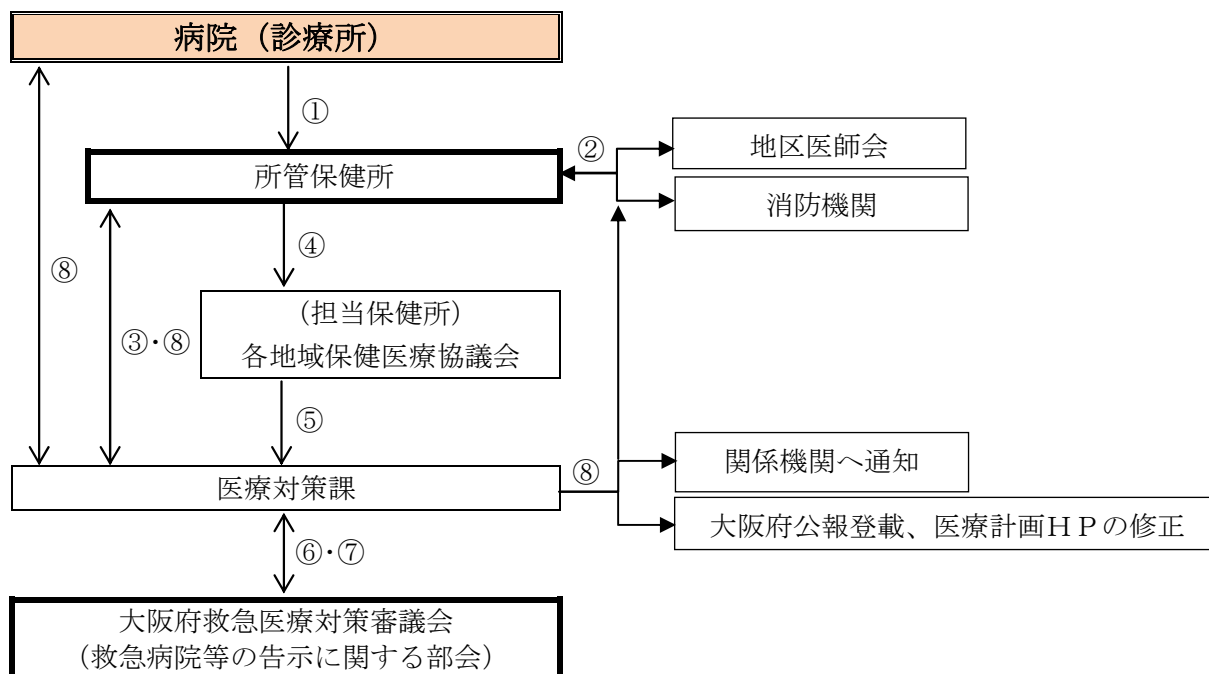 病院（診療所）
①
所管保健所
②
地区医師会
消防機関
④
（担当保健所）
各地域保健医療協議会
⑧
③・⑧
⑤
医療対策課
⑧
関係機関へ通知
大阪府公報登載、医療計画ＨＰの修正
⑥・⑦
大阪府救急医療対策審議会
（救急病院等の告示に関する部会）